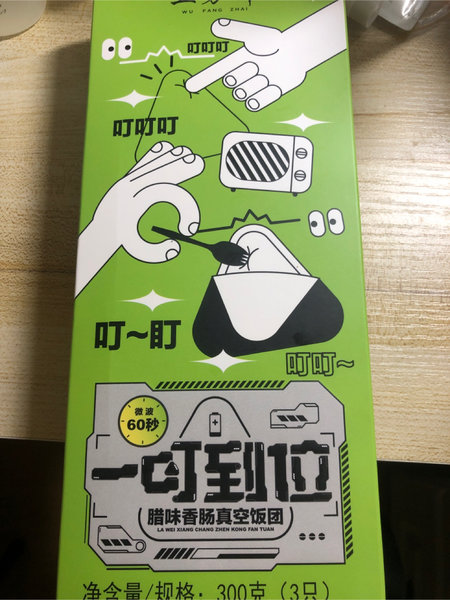 WU FANG ZHAI
叮叮叮
叮叮叮
叮~盯
叮叮~
微波
60秒
一叮到位
腊味香肠真空饭团
LA WEI XIANG CHANG ZHEN KONG FAN TUAN
净含量/规格: 300克 (3只)